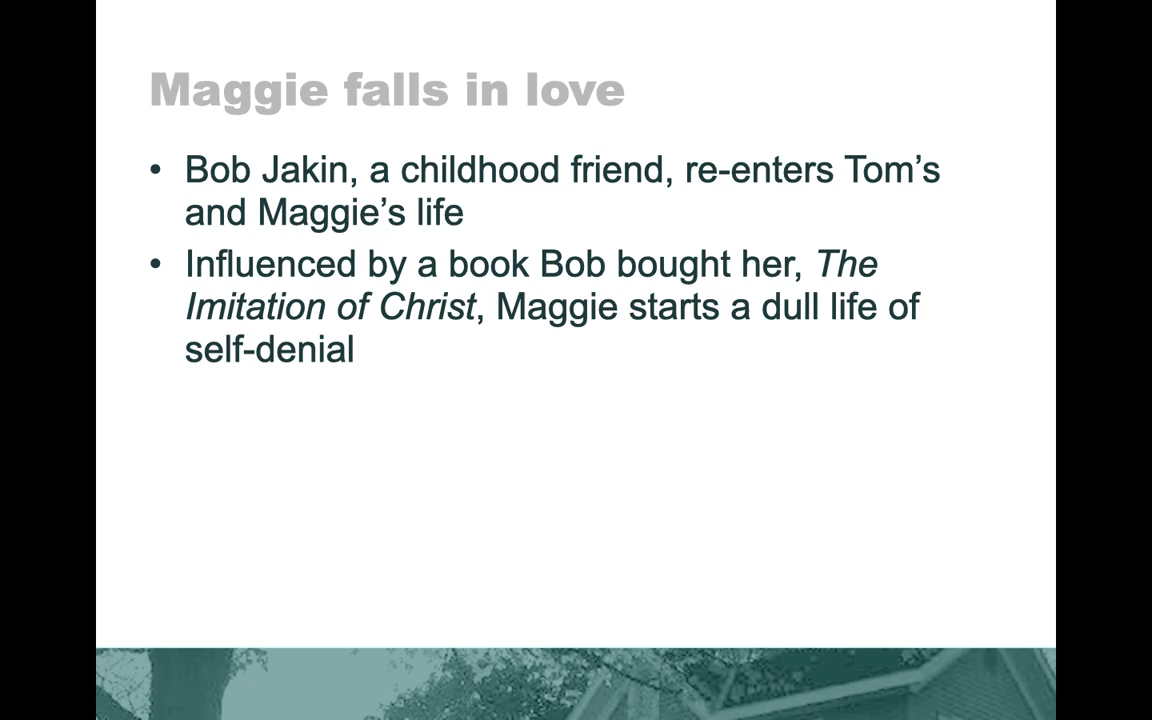 Maggie falls in love
• Bob Jakin, a childhood friend, re-enters Tom’s
and Maggie’s life
• Influenced by a book Bob bought her, The
Imitation of Christ, Maggie starts a dull life of
self-denial